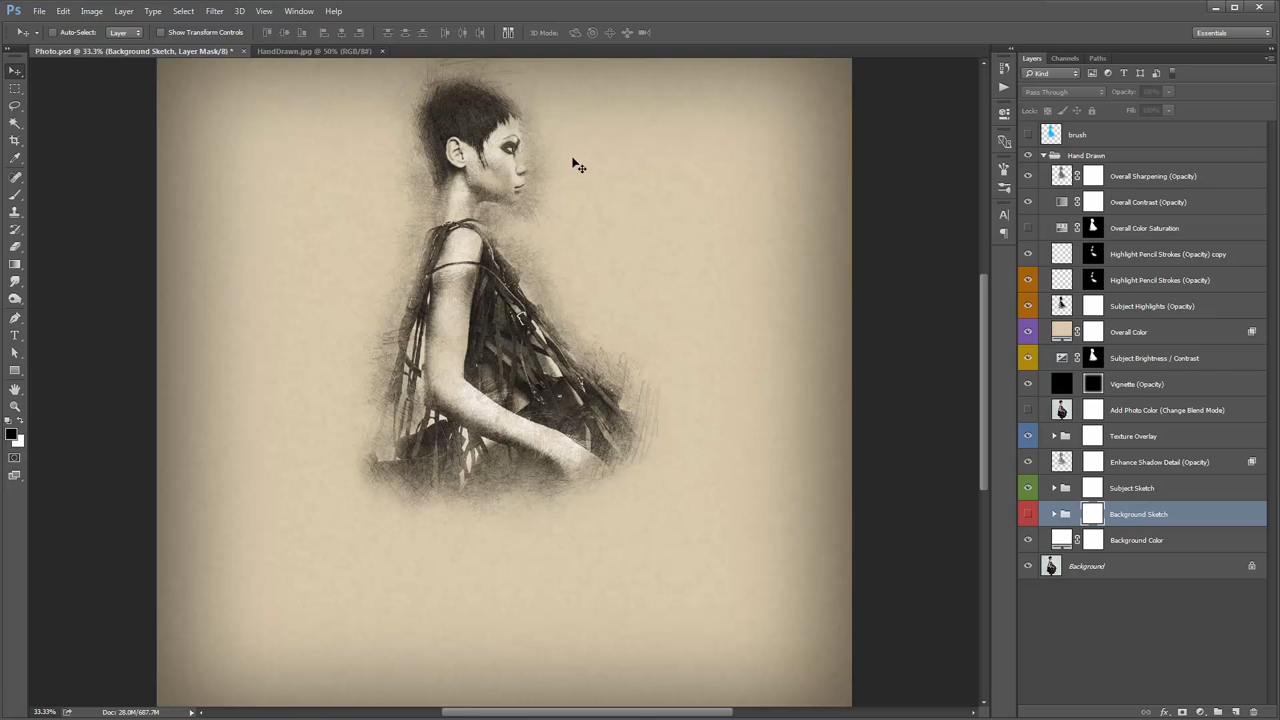 Ps File Edit Image Layer Type Select Filter 3D View Window Help
Auto-Select: Layer Show Transform Controls 3D Mode: Essentials
Photo.psd @ 33.3% (Background Sketch, Layer Mask/8) * × HandDrawn.jpg @ 50% (RGB/8#) ×
Layers Channels Paths
Kind
Pass Through Opacity: 100%
Lock: Fill: 100%
brush
Hand Drawn
Overall Sharpening (Opacity)
Overall Contrast (Opacity)
Overall Color Saturation
Highlight Pencil Strokes (Opacity) copy
Highlight Pencil Strokes (Opacity)
Subject Highlights (Opacity)
Overall Color
Subject Brightness / Contrast
Vignette (Opacity)
Add Photo Color (Change Blend Mode)
Texture Overlay
Enhance Shadow Detail (Opacity)
Subject Sketch
Background Sketch
Background Color
Background
33.33% Doc: 28.0M/687.7M